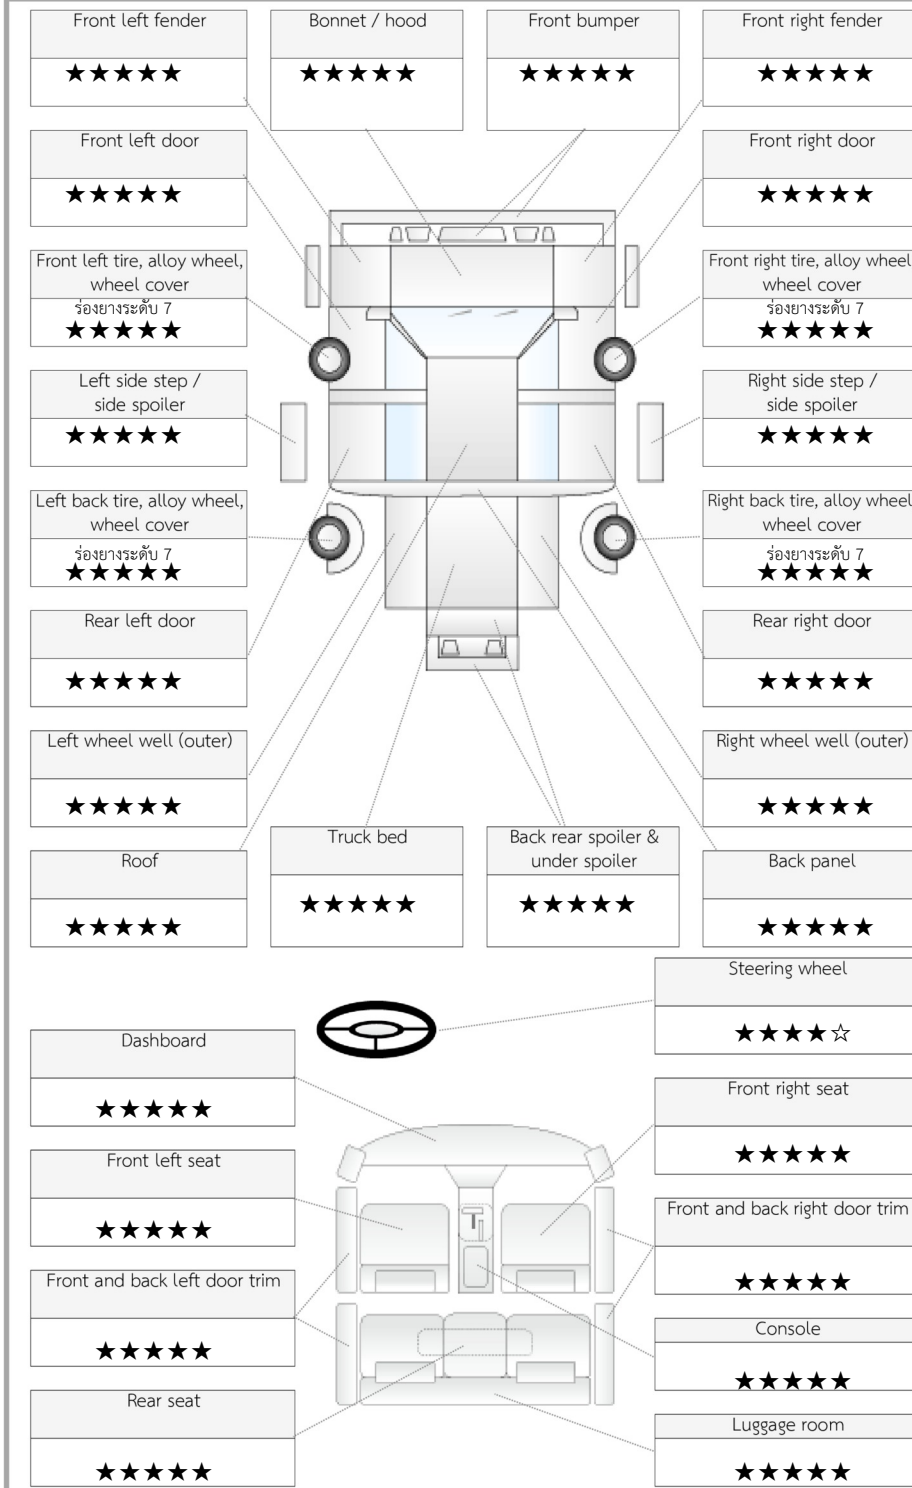 Front left fender
★★★★★
Bonnet / hood
★★★★★
Front bumper
★★★★★
Front right fender
★★★★★
Front left door
★★★★★
Front right door
★★★★★
Front left tire, alloy wheel,
wheel cover
ร่องยางระดับ 7
★★★★★
Front right tire, alloy wheel
wheel cover
ร่องยางระดับ 7
★★★★★
Left side step /
side spoiler
★★★★★
Right side step /
side spoiler
★★★★★
Left back tire, alloy wheel,
wheel cover
ร่องยางระดับ 7
★★★★★
Right back tire, alloy wheel
wheel cover
ร่องยางระดับ 7
★★★★★
Rear left door
★★★★★
Rear right door
★★★★★
Left wheel well (outer)
★★★★★
Right wheel well (outer)
★★★★★
Roof
★★★★★
Truck bed
★★★★★
Back rear spoiler &
under spoiler
★★★★★
Back panel
★★★★★
Steering wheel
★★★★☆
Dashboard
★★★★★
Front right seat
★★★★★
Front left seat
★★★★★
Front and back right door trim
★★★★★
Front and back left door trim
★★★★★
Console
★★★★★
Rear seat
★★★★★
Luggage room
★★★★★